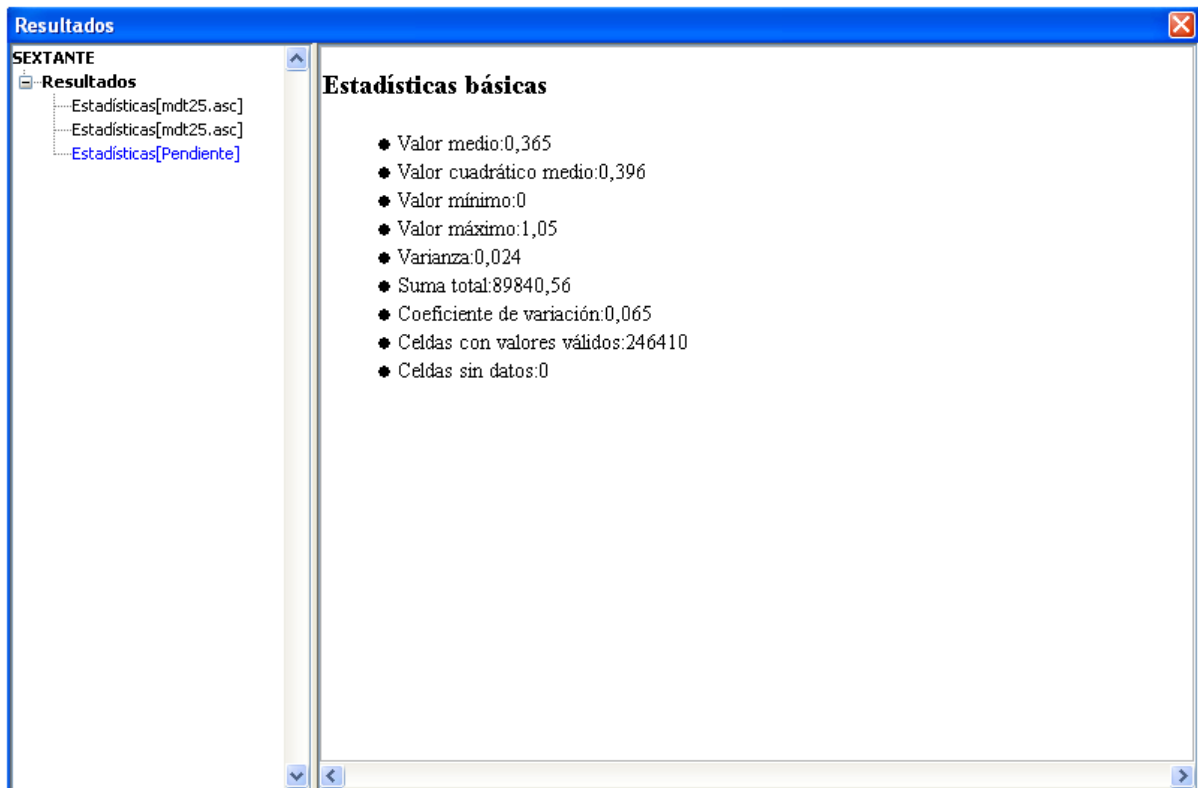 Resultados
SEXTANTE
Resultados
Estadísticas[mdt25.asc]
Estadísticas[mdt25.asc]
Estadísticas[Pendiente]
Estadísticas básicas
Valor medio:0,365
Valor cuadrático medio:0,396
Valor mínimo:0
Valor máximo:1,05
Varianza:0,024
Suma total:89840,56
Coeficiente de variación:0,065
Celdas con valores válidos:246410
Celdas sin datos:0